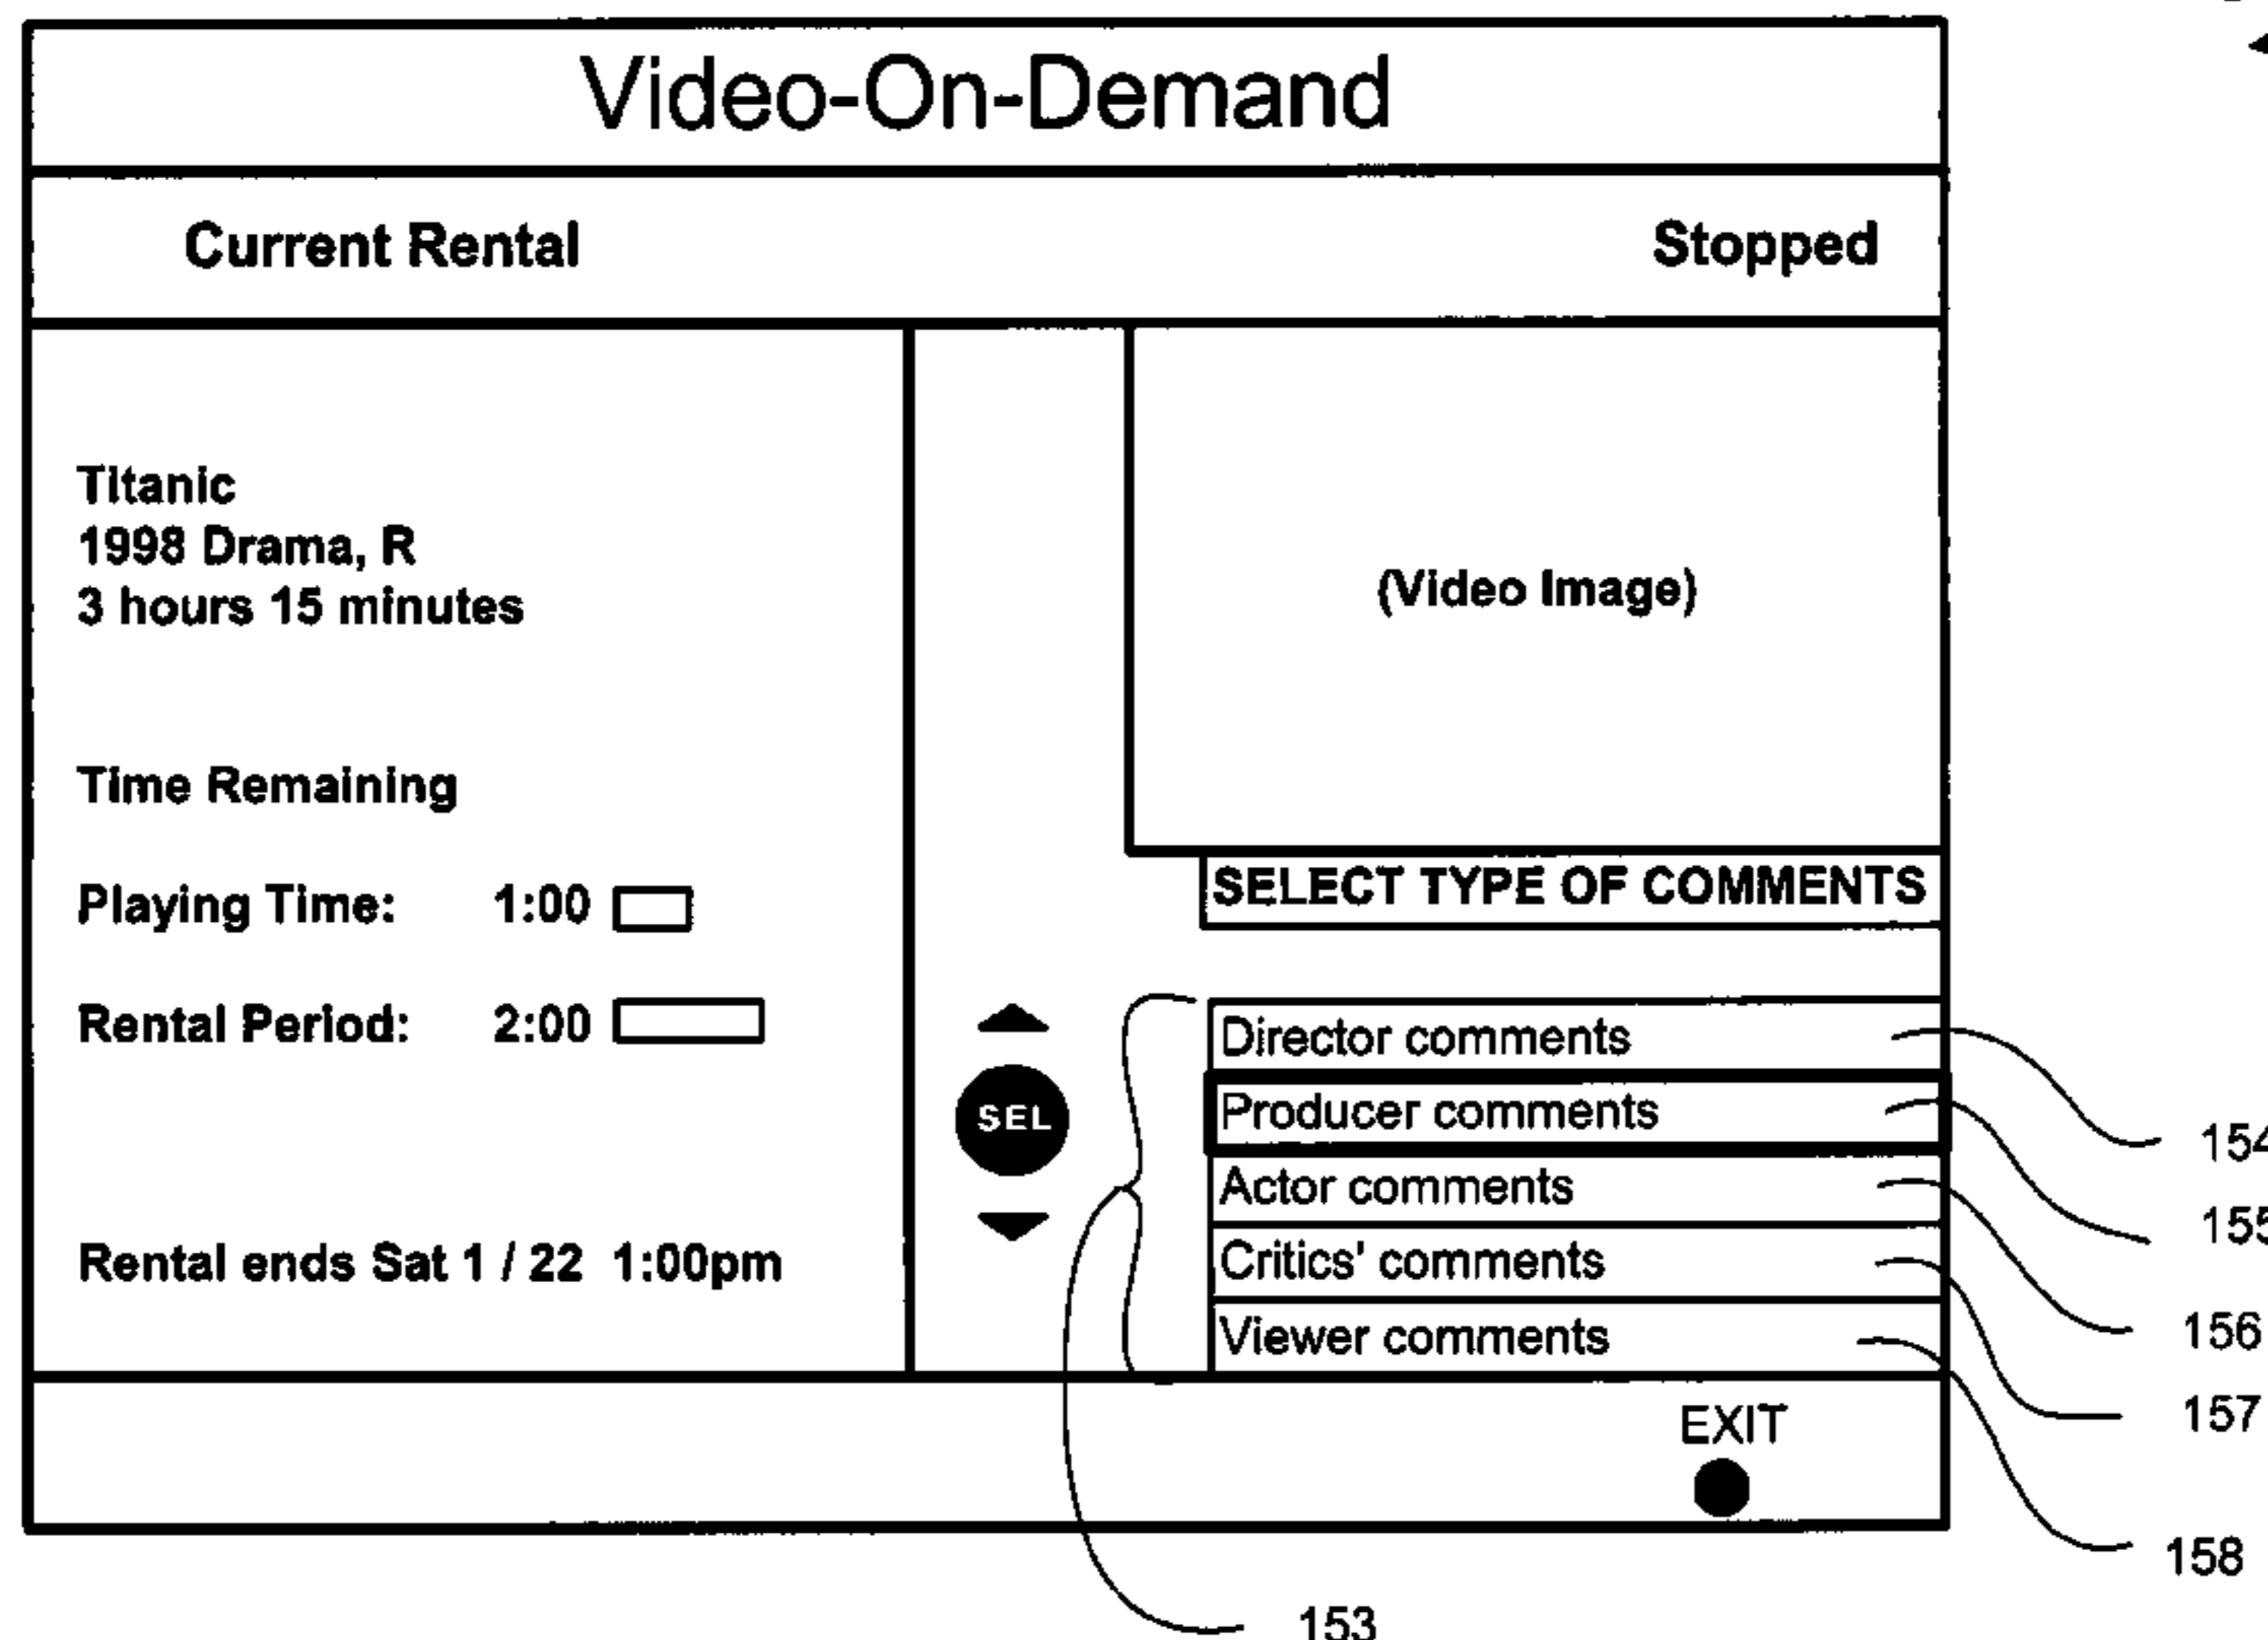 Video-On-Demand
Current Rental Stopped
Titanic
1998 Drama, R
3 hours 15 minutes
(Video Image)
Time Remaining
SELECT TYPE OF COMMENTS
Playing Time: 1:00
Rental Period: 2:00
Director comments
SEL
Producer comments
Actor comments
Critics' comments
Viewer comments
Rental ends Sat 1 / 22 1:00pm
EXIT
154
155
156
157
158
153